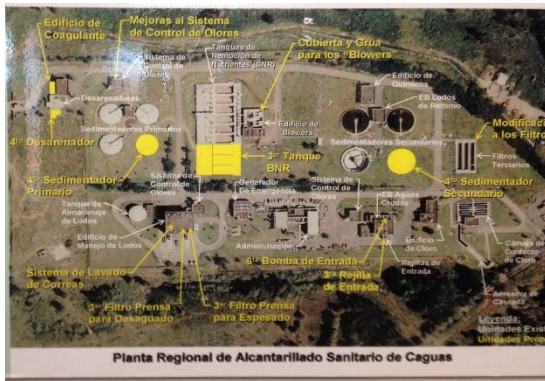 Edificio de
Coagulante
Mejoras al Sistema
de Control de Olores
Sistema de
Control de
Olores
Tanques de
Remoción de
Nutrientes (BNR)
Cubierta y Grúa
para los "Blowers"
Edificio de
Químicos
EB Lodos
de Retorno
Desarenadores
Edificio de
Blowers
4to Desarenador
Sedimentadores Primarios
Sedimentadores Secundarios
Modificac
a los Filtro
4to Sedimentador
Primario
3er Tanque
BNR
4to Sedimentador
Secundario
Filtros
Terciarios
Sistema de
Control de
Olores
Generador
De Emergencia
Sistema de
Control de
Olores
EB Aguas
Crudas
Tanque de
Almacenaje
de Lodos
Edificio de
Manejo de Lodos
Administración
Edificio
de Cloro
Cámara de
Contacto
de Cloro
6ta Bomba de Entrada
Rejillas de
Entrada
3ra Rejilla
de Entrada
Sistema de Lavado
de Correas
Aereador de
Cascada
3er Filtro Prensa
para Desaguado
3er Filtro Prensa
para Espesado
Leyenda:
Unidades Exist
Unidades Prop
Planta Regional de Alcantarillado Sanitario de Caguas